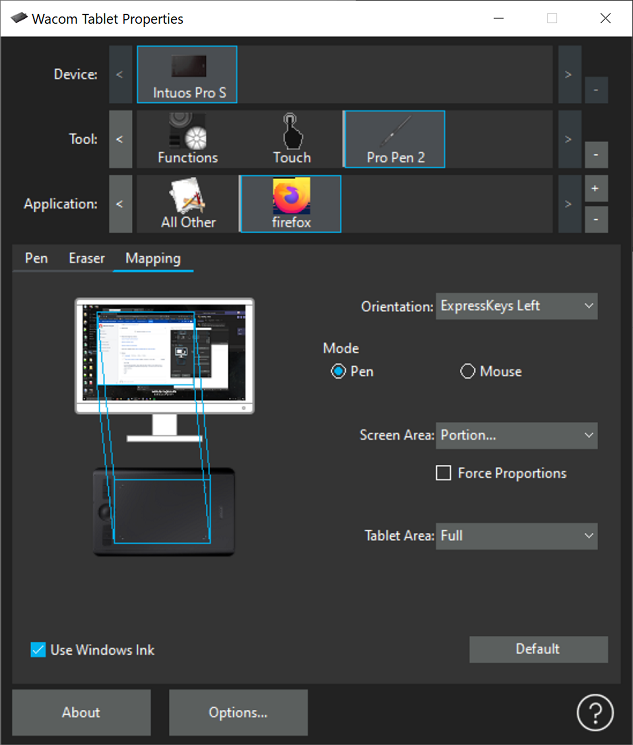 Wacom Tablet Properties
Device:
<
Intuos Pro S
>
-
Tool:
<
Functions
Touch
Pro Pen 2
>
-
Application:
<
All Other
firefox
>
+
-
Pen Eraser Mapping
Orientation: ExpressKeys Left
Mode
Pen Mouse
Screen Area: Portion...
Force Proportions
Tablet Area: Full
Use Windows Ink
Default
About Options... ?